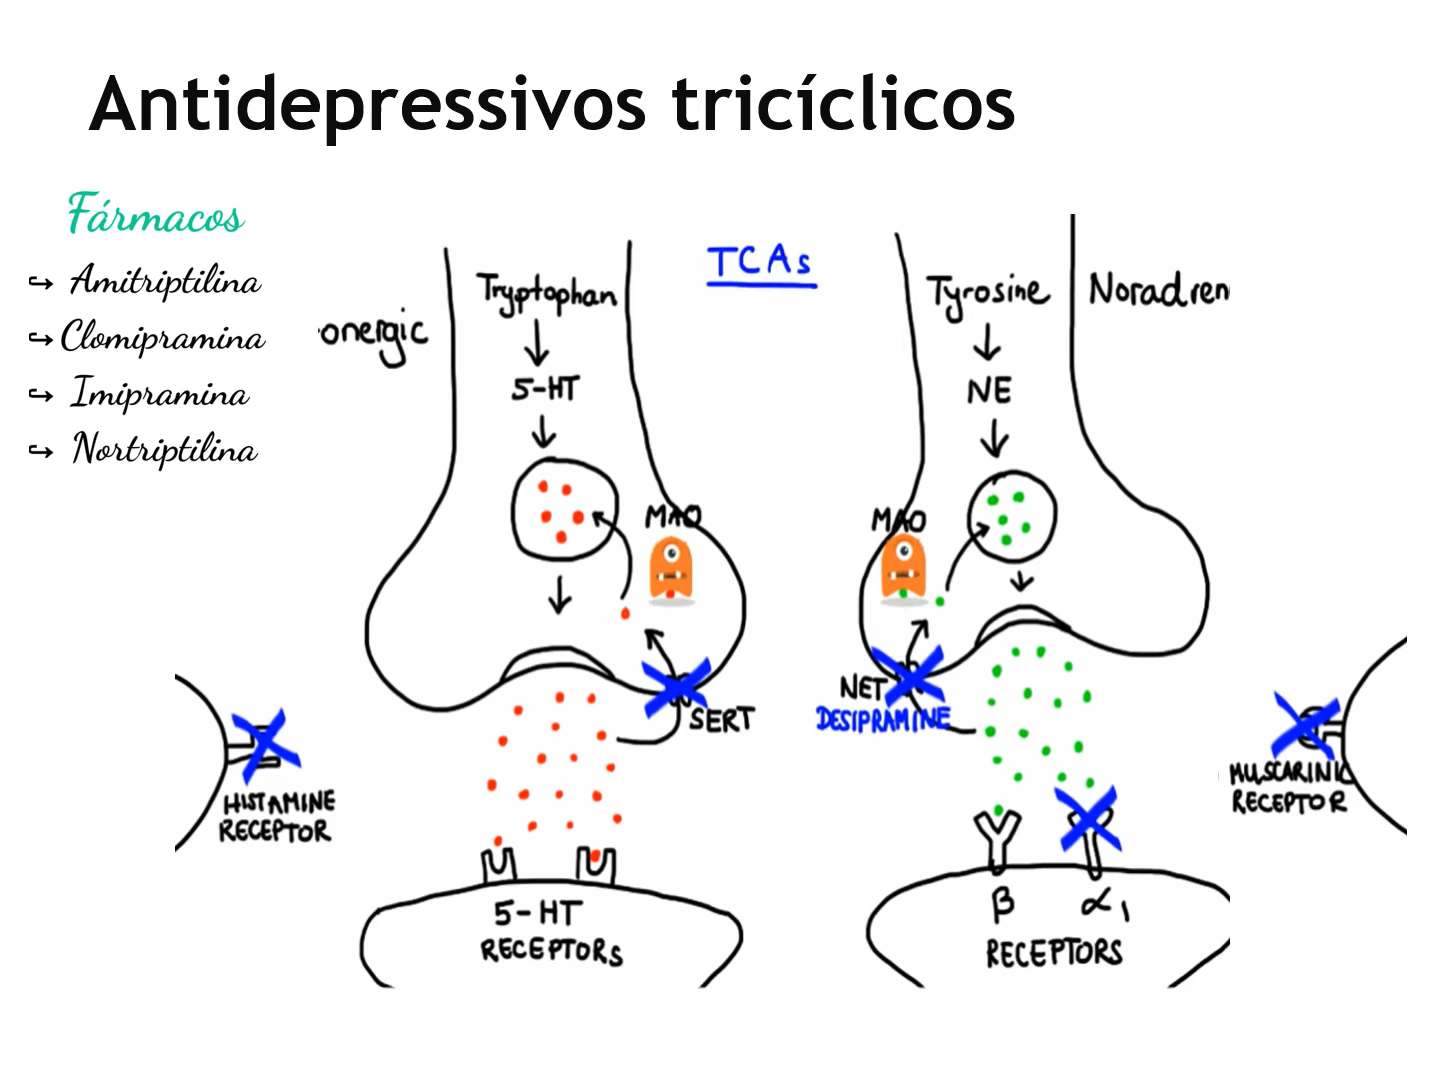 Antidepressivos tricíclicos
Fármacos
↪ Amitriptilina
↪ Clomipramina
↪ Imipramina
↪ Nortriptilina
TCAs
onergic
Tryptophan
5-HT
MAO
SERT
5-HT
RECEPTORS
HISTAMINE
RECEPTOR
Tyrosine
Noradren
NE
MAO
NET
DESIPRAMINE
β
α1
RECEPTORS
MUSCARINIC
RECEPTOR